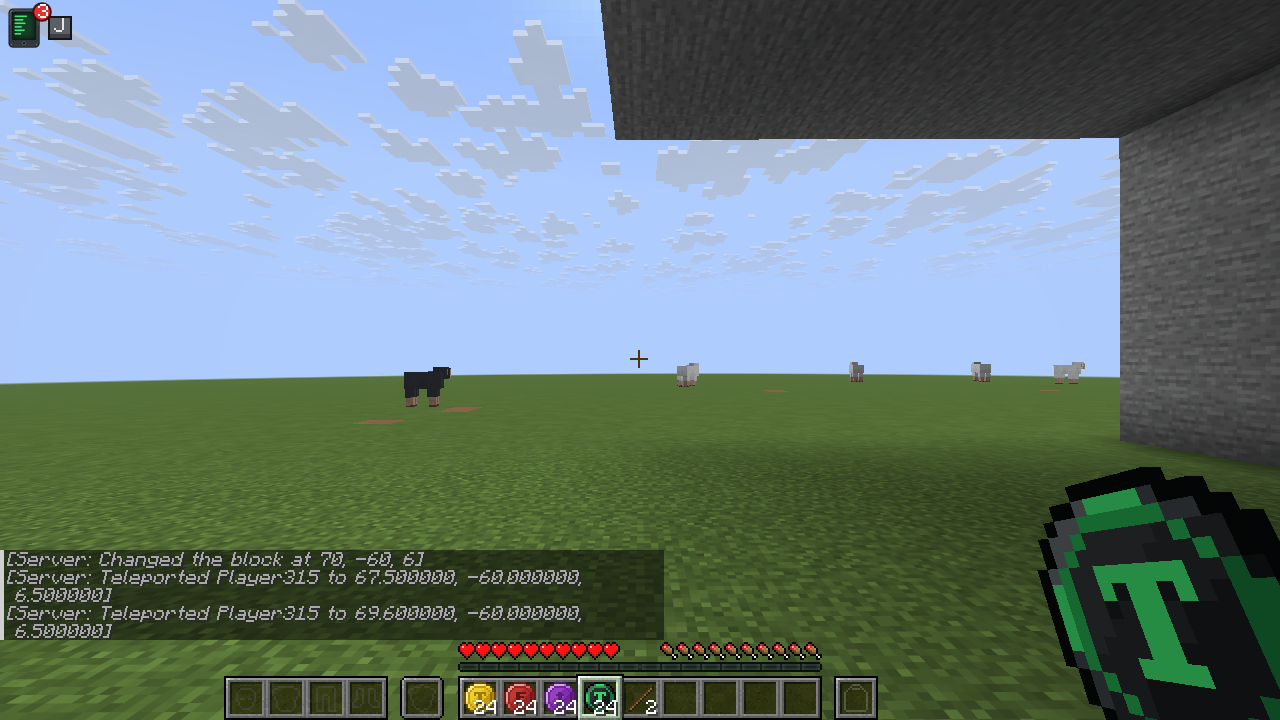 3
J
[Server: Changed the block at 70, -60, 6]
[Server: Teleported Player315 to 67.500000, -60.000000,
6.500000]
[Server: Teleported Player315 to 69.600000, -60.000000,
6.500000]
T
24 24 24 24 2